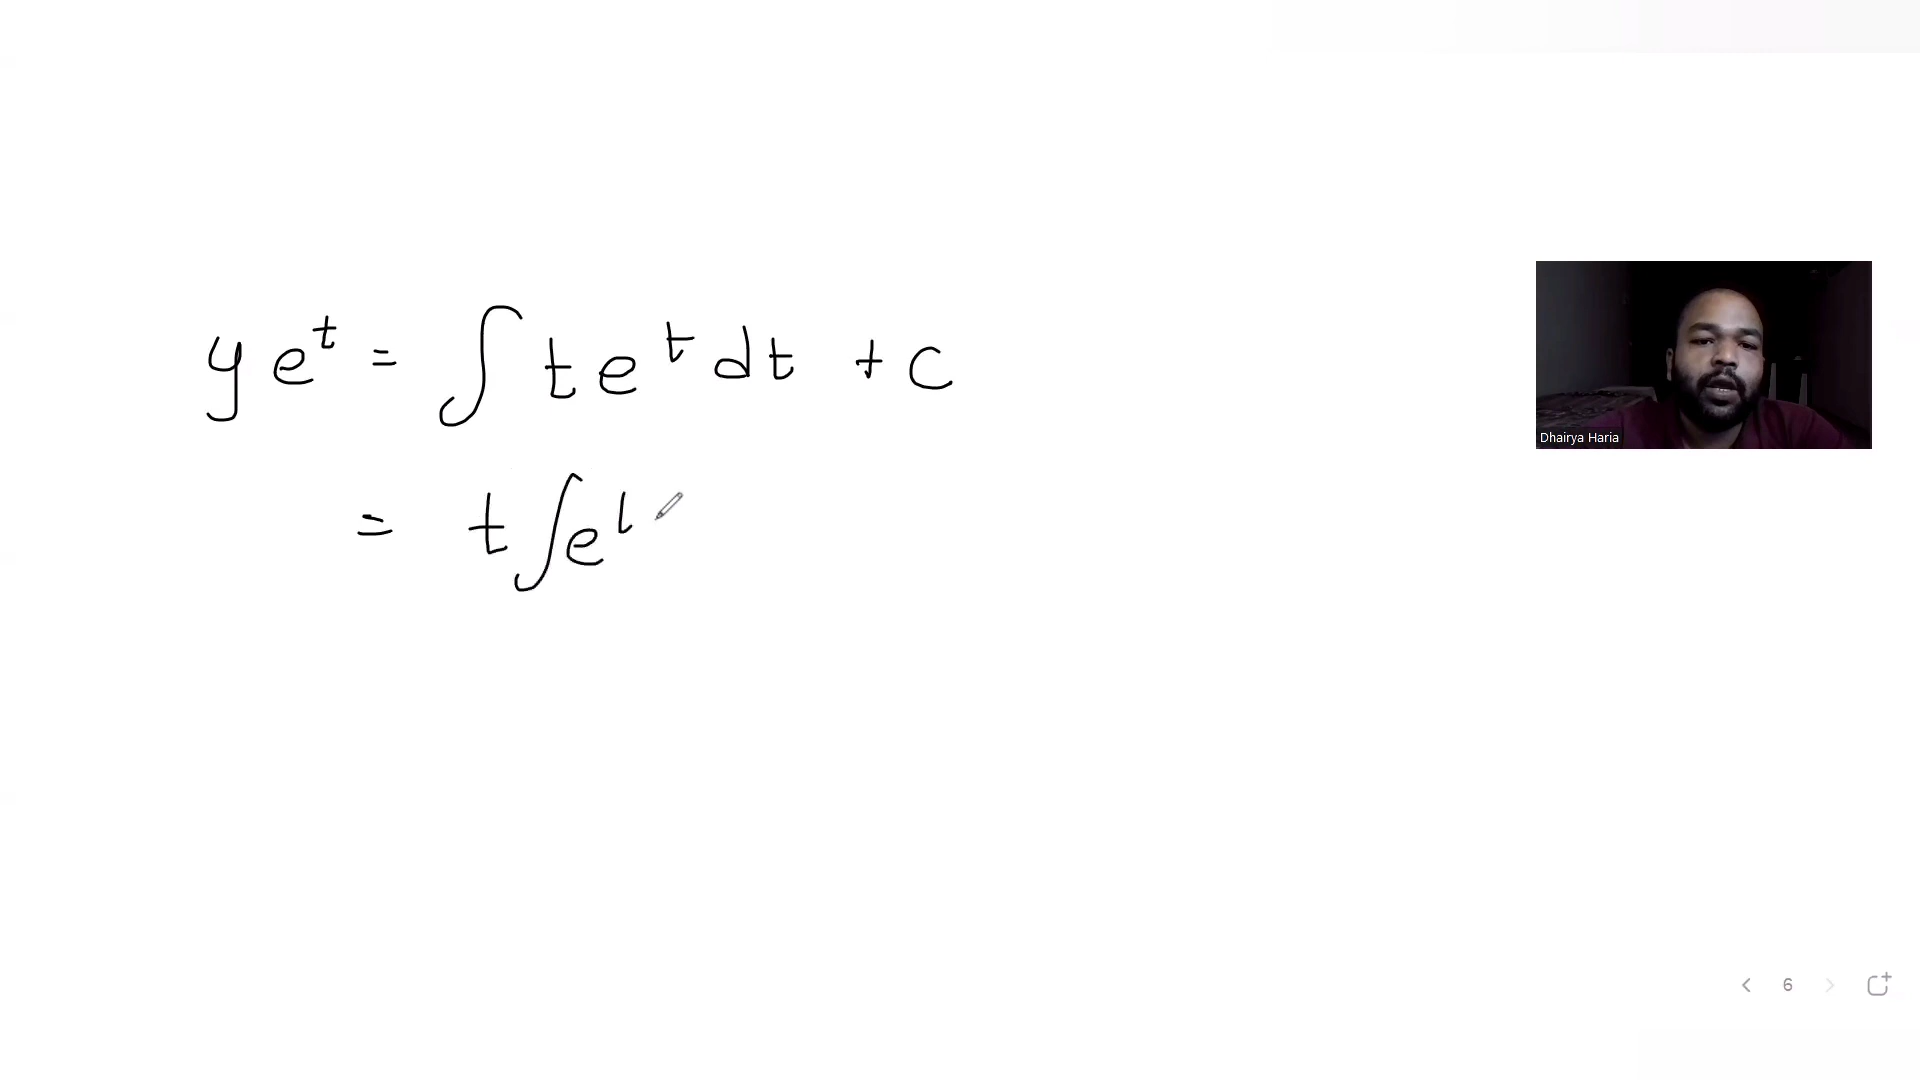 y e^t = ∫ t e^t dt + c
= t ∫ e^t
Dhairya Haria
6